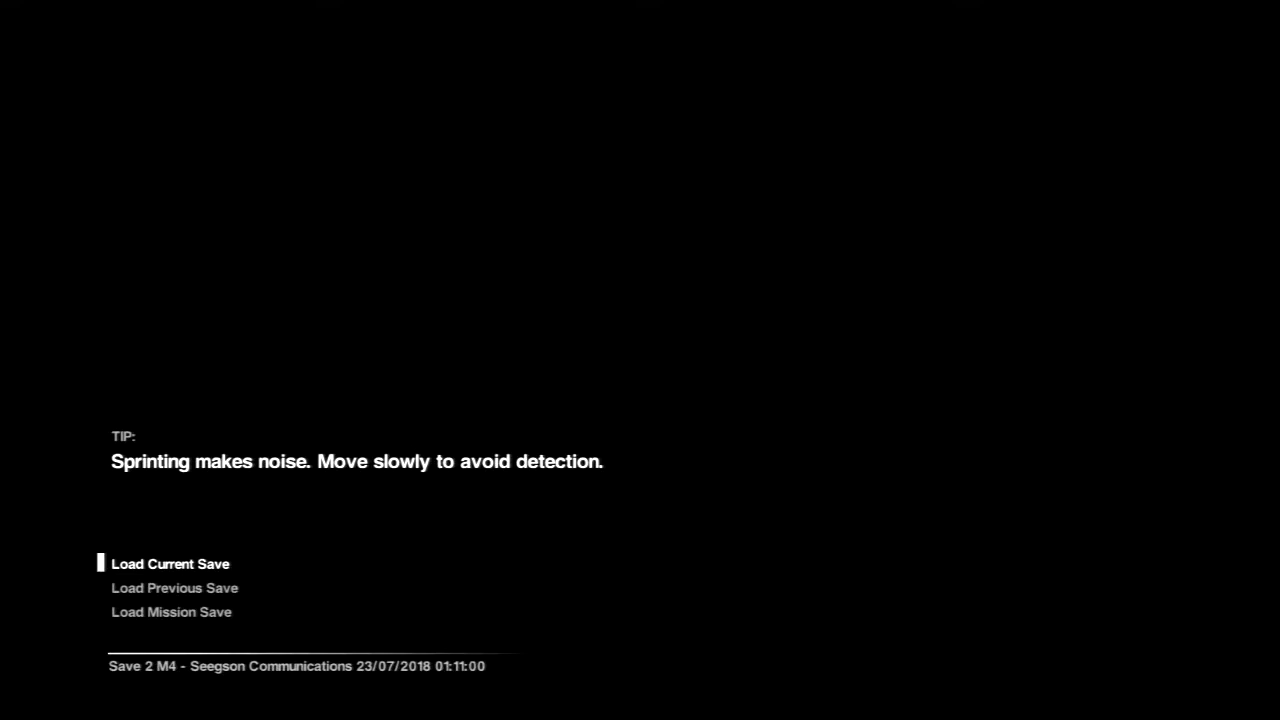 TIP:
Sprinting makes noise. Move slowly to avoid detection.
Load Current Save
Load Previous Save
Load Mission Save
Save 2 M4 - Seegson Communications 23/07/2018 01:11:00